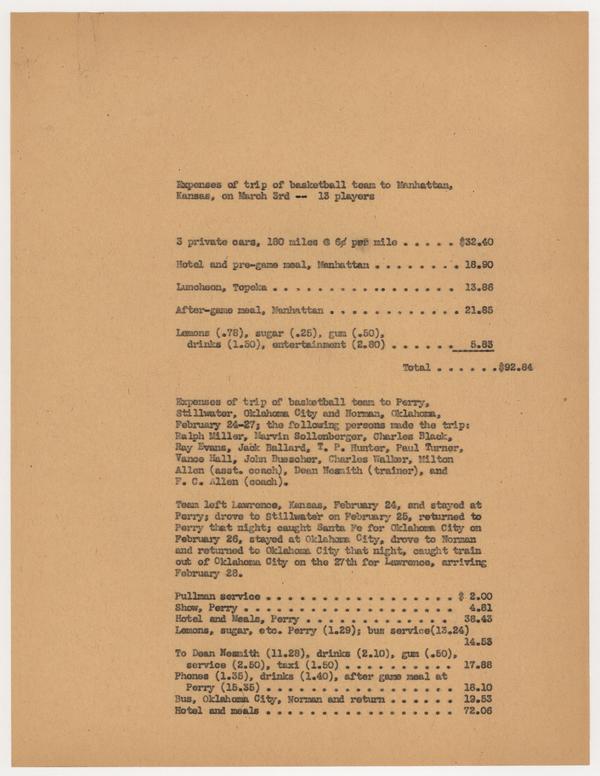 Expenses of trip of basketball team to Manhattan,
Kansas, on March 3rd -- 13 players
3 private cars, 180 miles @ 6¢ per mile . . . . . $32.40
Hotel and pre-game meal, Manhattan . . . . . . . . 18.90
Luncheon, Topeka . . . . . . . . . . . . . . . . . 13.86
After-game meal, Manhattan . . . . . . . . . . . . 21.85
Lemons (.78), sugar (.25), gum (.50),
drinks (1.50), entertainment (2.80) . . . . . . 5.83
Total . . . . . .$92.84
Expenses of trip of basketball team to Perry,
Stillwater, Oklahoma City and Norman, Oklahoma,
February 24-27; the following persons made the trip:
Ralph Miller, Marvin Sollenberger, Charles Black,
Ray Evans, Jack Ballard, T. P. Hunter, Paul Turner,
Vance Hall, John Buescher, Charles Walker, Milton
Allen (asst. coach), Dean Nesmith (trainer), and
F. C. Allen (coach).
Team left Lawrence, Kansas, February 24, and stayed at
Perry; drove to Stillwater on February 25, returned to
Perry that night; caught Santa Fe for Oklahoma City on
February 26, stayed at Oklahoma City, drove to Norman
and returned to Oklahoma City that night, caught train
out of Oklahoma City on the 27th for Lawrence, arriving
February 28.
Pullman service . . . . . . . . . . . . . . . . . . $ 2.00
Show, Perry . . . . . . . . . . . . . . . . . . . . 4.81
Hotel and Meals, Perry . . . . . . . . . . . . . . 38.43
Lemons, sugar, etc. Perry (1.29); bus service(13.24)
14.53
To Dean Nesmith (11.28), drinks (2.10), gum (.50),
service (2.50), taxi (1.50) . . . . . . . . . . 17.88
Phones (1.35), drinks (1.40), after game meal at
Perry (15.35) . . . . . . . . . . . . . . . . . . 18.10
Bus, Oklahoma City, Norman and return . . . . . . 19.53
Hotel and meals . . . . . . . . . . . . . . . . . . 72.06